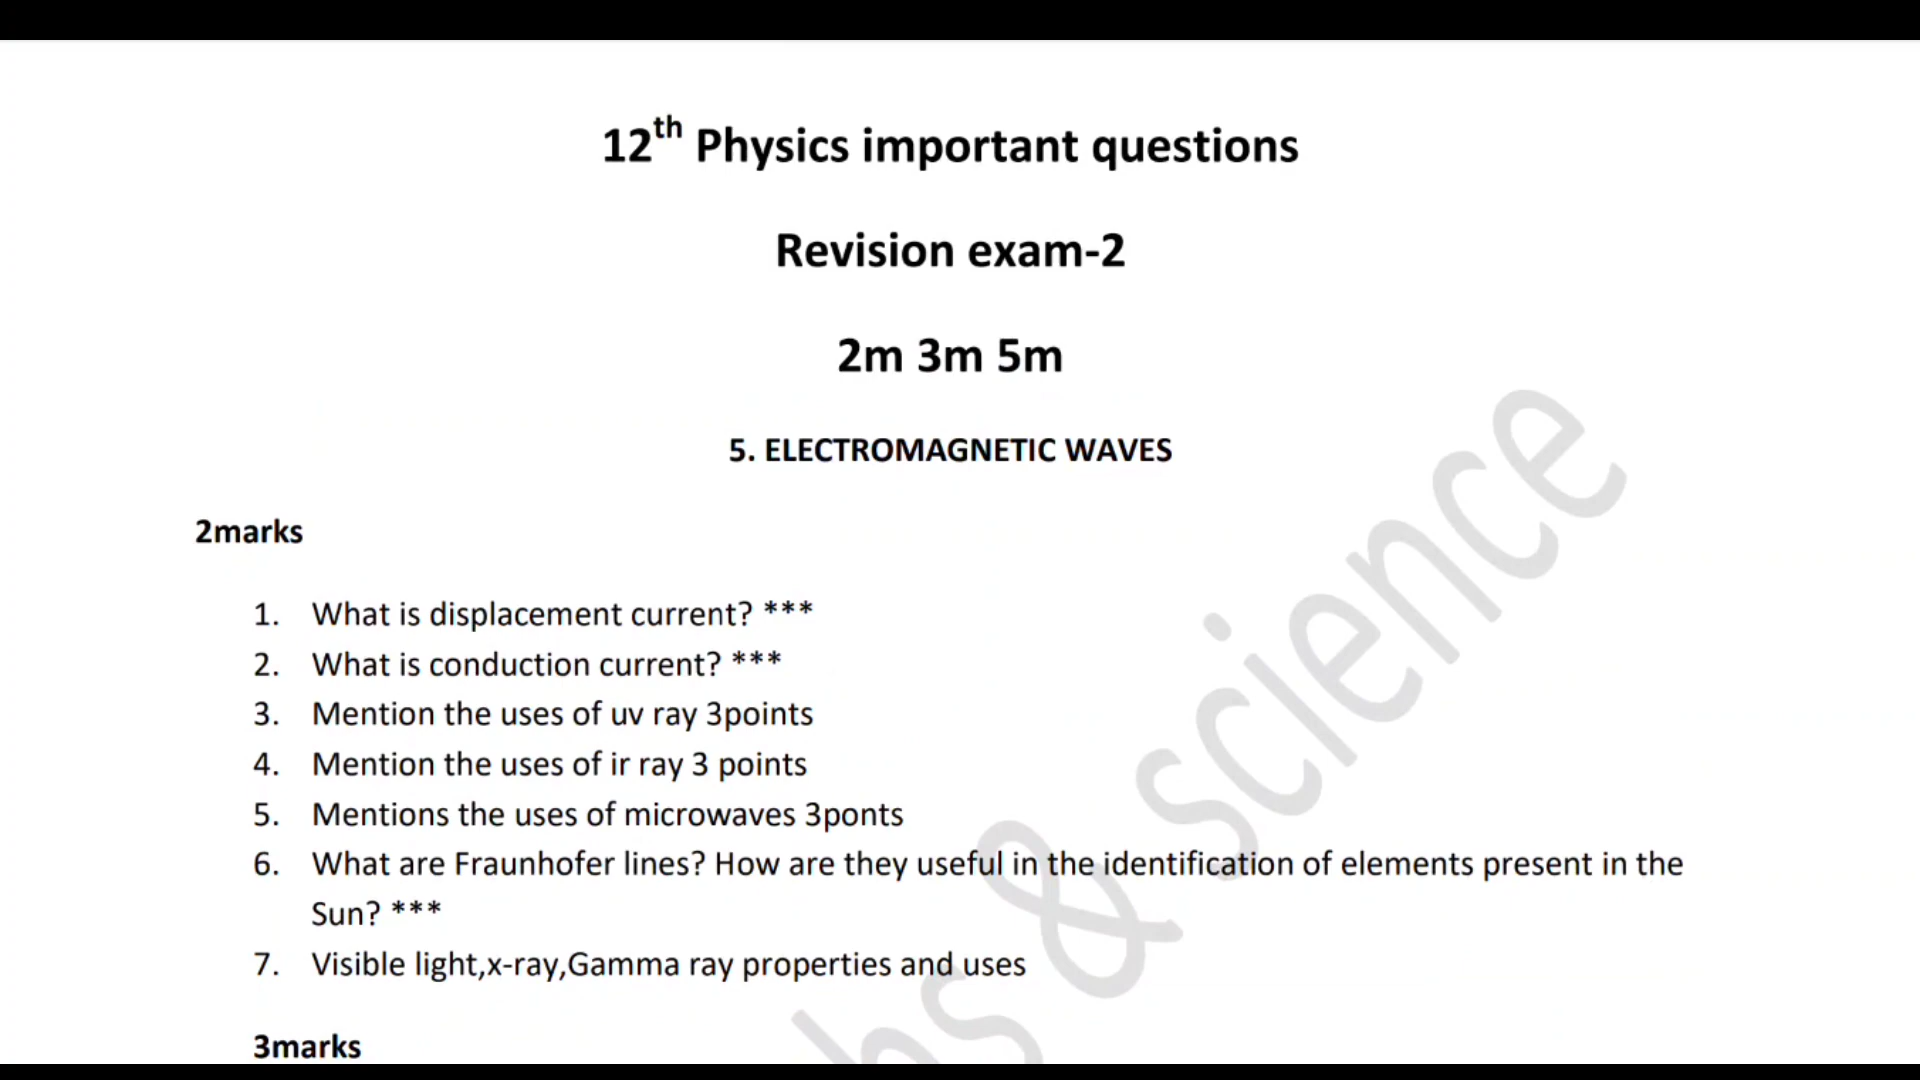 12th Physics important questions
Revision exam-2
2m 3m 5m
5. ELECTROMAGNETIC WAVES
2marks
1. What is displacement current? ***
2. What is conduction current? ***
3. Mention the uses of uv ray 3points
4. Mention the uses of ir ray 3 points
5. Mentions the uses of microwaves 3ponts
6. What are Fraunhofer lines? How are they useful in the identification of elements present in the
Sun? ***
7. Visible light,x-ray,Gamma ray properties and uses
3marks
& science